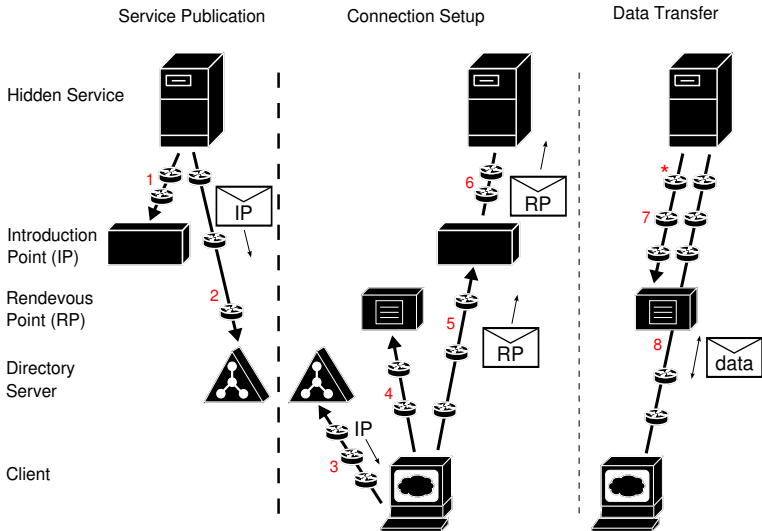 Service Publication
Connection Setup
Data Transfer
Hidden Service
1
6
*
IP
RP
7
Introduction
Point (IP)
Rendevous
Point (RP)
2
5
RP
8
data
Directory
Server
4
IP
3
Client